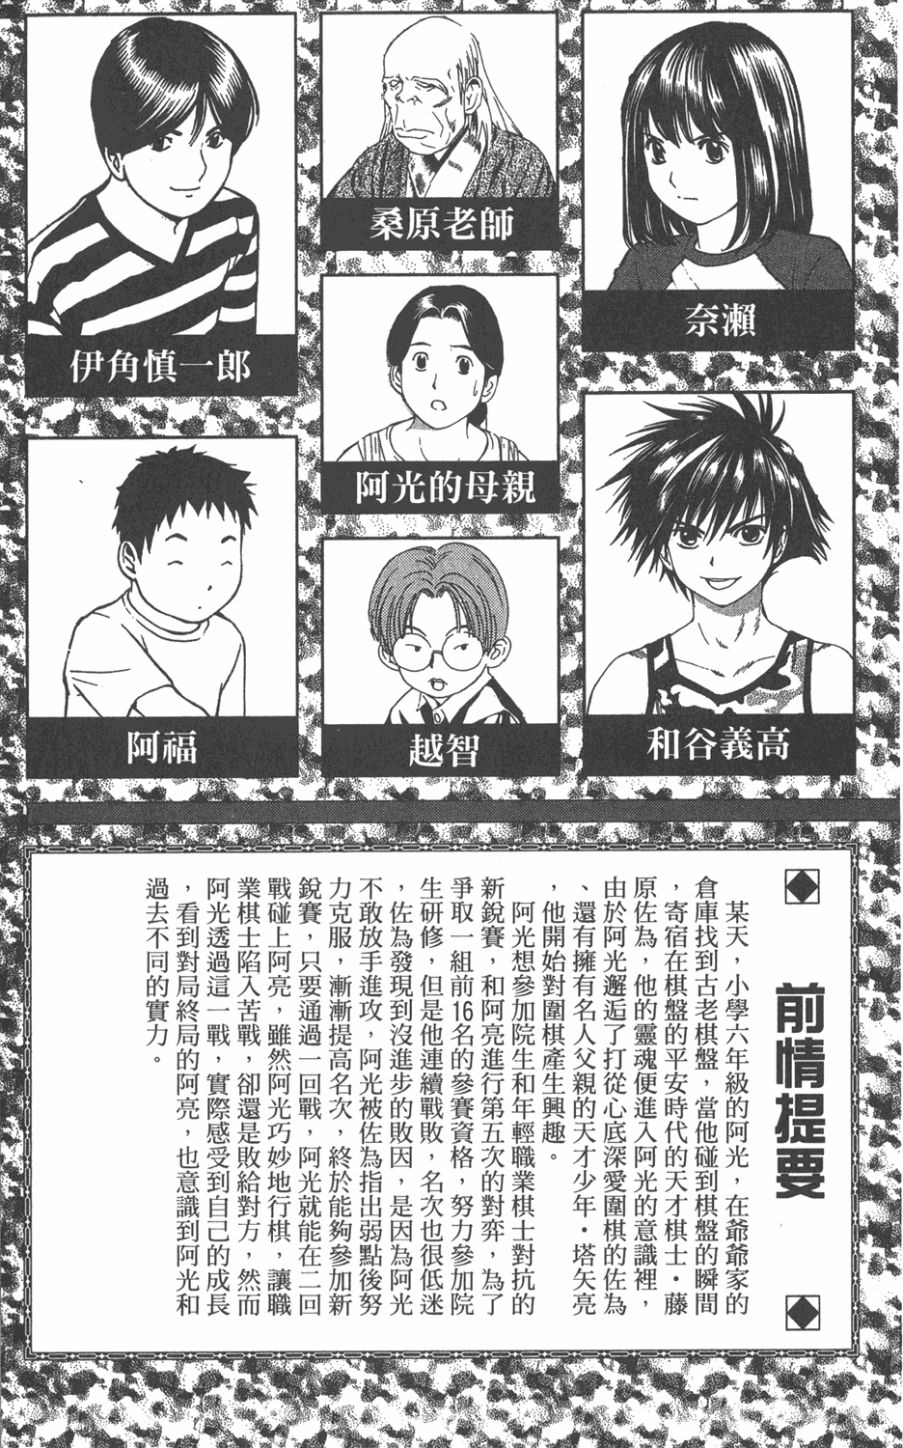 奈瀨
桑原老師
伊角慎一郎
阿光的母親
和谷義高
越智
阿福
前情提要
某天，小學六年級的阿光，在爺爺家的
倉庫找到古老棋盤，當他碰到棋盤的瞬間
，寄宿在棋盤的平安時代的天才棋士・藤
原佐為，他的靈魂便進入阿光的意識裡，
由於阿光邂逅了打從心底深愛圍棋的佐為
、還有擁有名人父親的天才少年・塔矢亮
，他開始對圍棋產生興趣。
阿光想參加院生和年輕職業棋士對抗的
新銳賽，和阿亮進行第五次的對弈，為了
爭取一組前16名的參賽資格，努力參加院
生研修，但是他連續戰敗，名次也很低迷
，佐為發現到沒進步的敗因，是因為阿光
不敢放手進攻，阿光被佐為指出弱點後努
力克服，漸漸提高名次，終於能夠參加新
銳賽，只要通過一回戰，阿光就能在二回
戰碰上阿亮，雖然阿光巧妙地行棋，讓職
業棋士陷入苦戰，卻還是敗給對方，然而
阿光透過這一戰，實際感受到自己的成長
，看到對局終局的阿亮，也意識到阿光和
過去不同的實力。